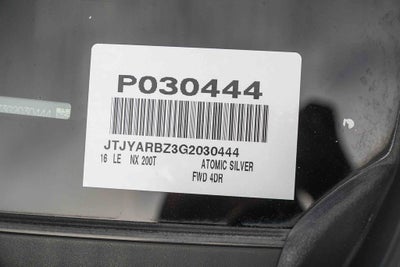 P030444
JTJYARBZ3G2030444
16 LE NX 200T ATOMIC SILVER
FWD 4DR